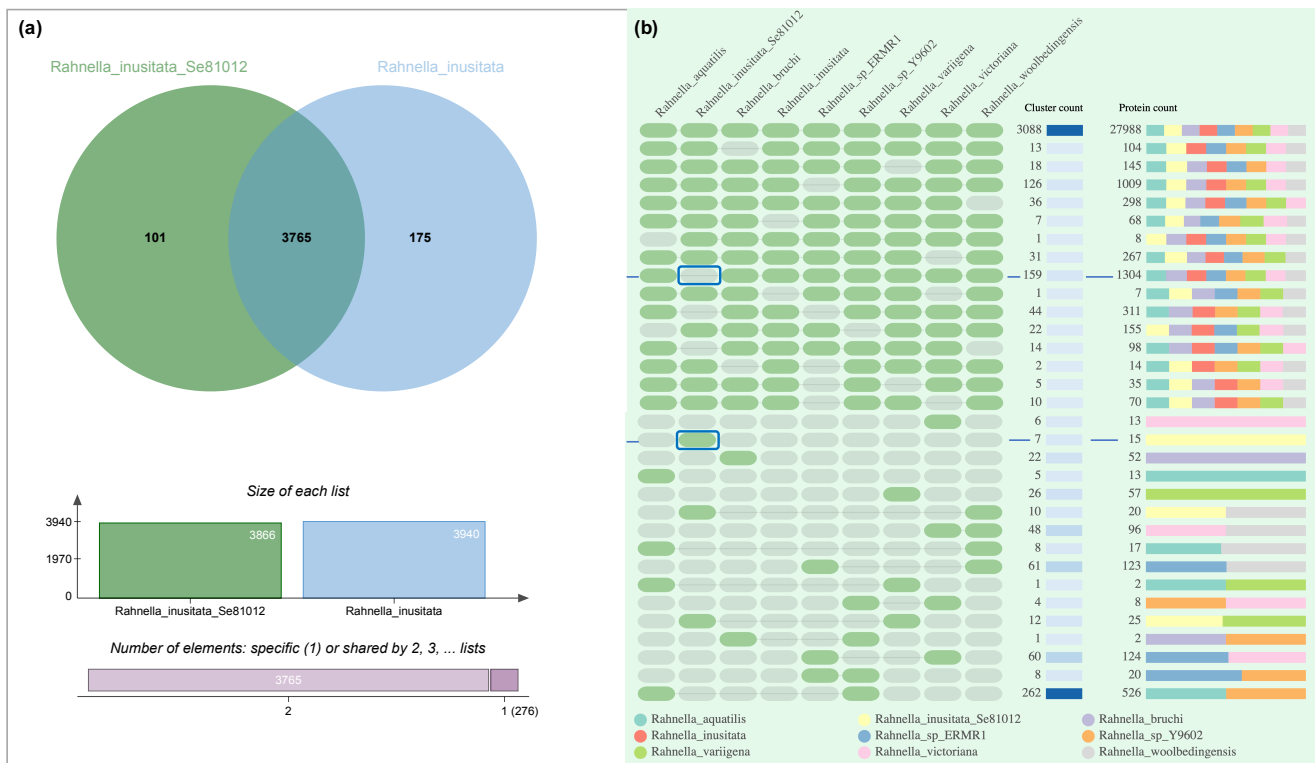 (a)
Rahnella_inusitata_Se81012
Rahnella_inusitata
101
3765
175
Size of each list
3940
1970
0
3866
3940
Rahnella_inusitata_Se81012
Rahnella_inusitata
Number of elements: specific (1) or shared by 2, 3, ... lists
3765
2
1 (276)
(b)
Rahnella_aquatilis
Rahnella_inusitata_Se81012
Rahnella_bruchi
Rahnella_inusitata
Rahnella_sp_ERMR1
Rahnella_sp_Y9602
Rahnella_variigena
Rahnella_victoriana
Rahnella_woolbedingensis
Cluster count Protein count
3088 27988
13 104
18 145
126 1009
36 298
7 68
1 8
31 267
159 1304
1 7
44 311
22 155
14 98
2 14
5 35
10 70
6 13
7 15
22 52
5 13
26 57
10 20
48 96
8 17
61 123
1 2
4 8
12 25
1 2
60 124
8 20
262 526
Rahnella_aquatilis Rahnella_inusitata_Se81012 Rahnella_bruchi
Rahnella_inusitata Rahnella_sp_ERMR1 Rahnella_sp_Y9602
Rahnella_variigena Rahnella_victoriana Rahnella_woolbedingensis